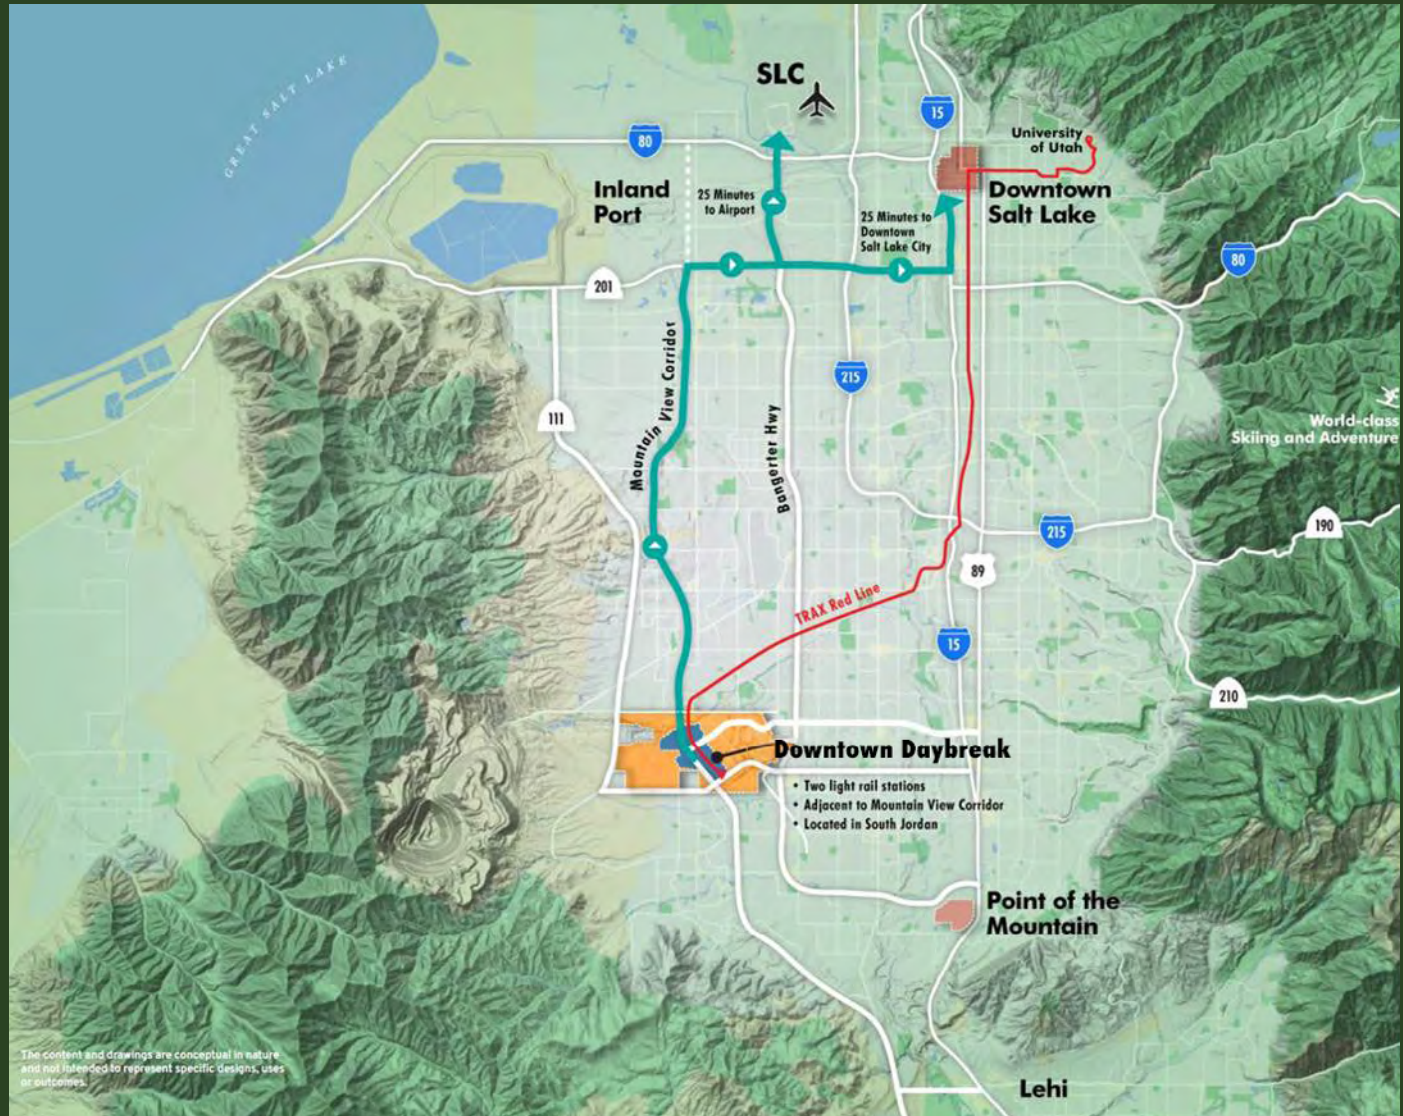 SLC
GREAT SALT LAKE
15
University
of Utah
80
Inland
Port
25 Minutes
to Airport
Downtown
Salt Lake
25 Minutes to
Downtown
Salt Lake City
80
201
Mountain View Corridor
215
111
Bangerter Hwy
World-class
Skiing and Adventure
190
215
89
TRAX Red Line
15
210
Downtown Daybreak
• Two light rail stations
• Adjacent to Mountain View Corridor
• Located in South Jordan
Point of the
Mountain
The content and drawings are conceptual in nature
and not intended to represent specific designs, uses
or outcomes.
Lehi